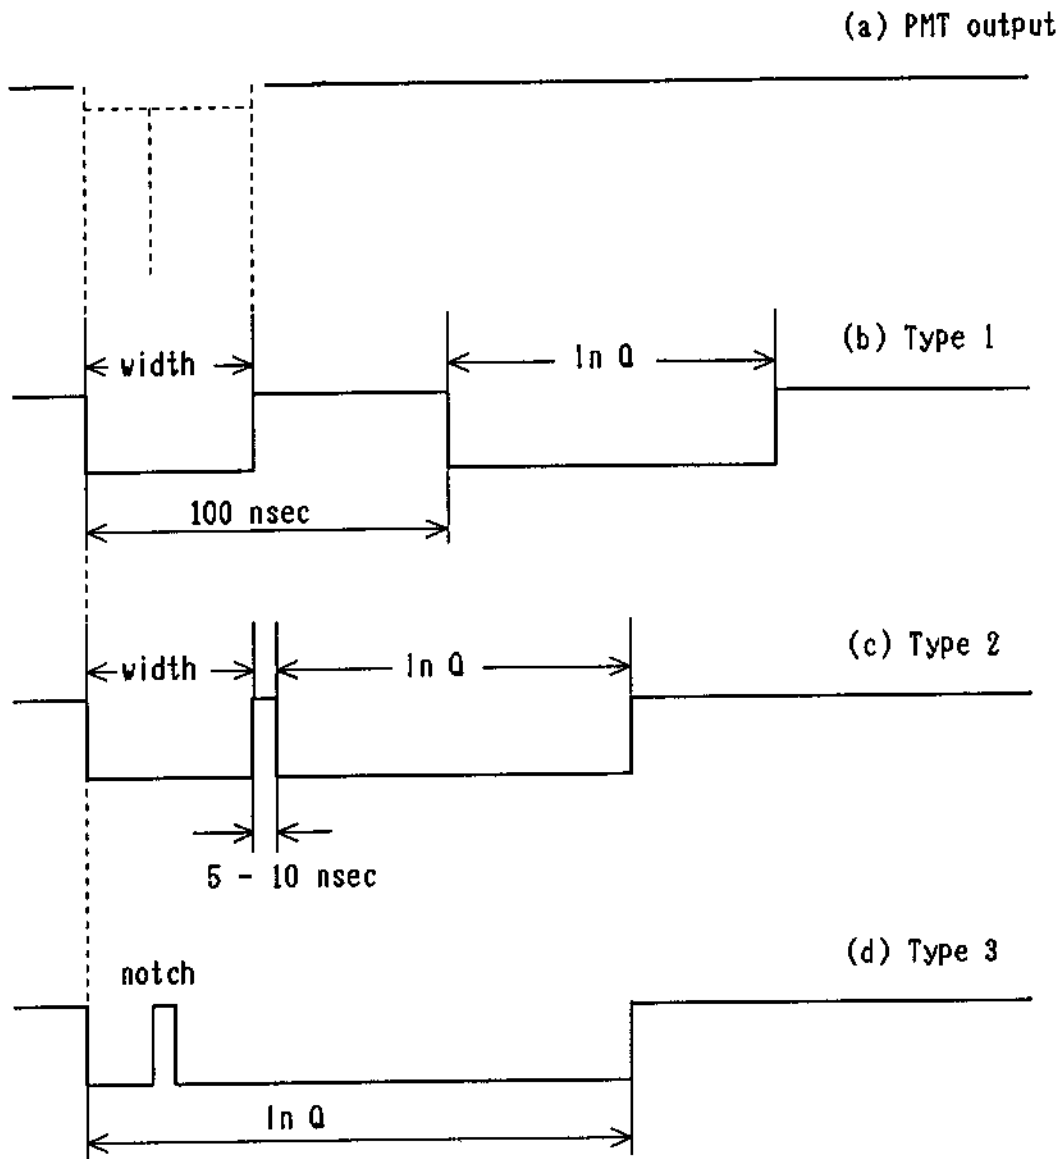 (a) PMT output
(b) Type 1
width
ln Q
100 nsec
(c) Type 2
width
ln Q
5 - 10 nsec
(d) Type 3
notch
ln Q